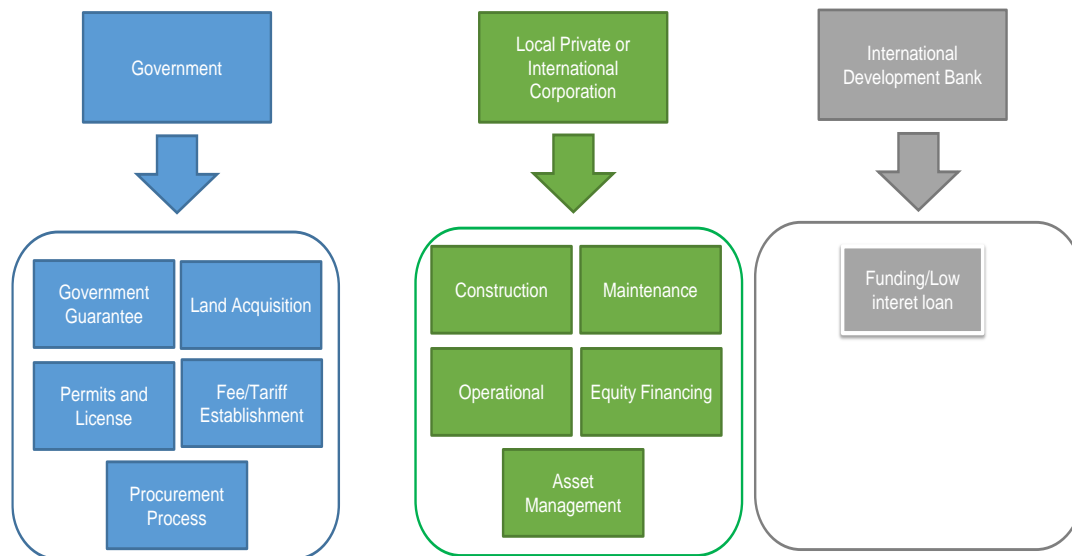 Government
Local Private or
International
Corporation
International
Development Bank
Government
Guarantee
Land Acquisition
Permits and
License
Fee/Tariff
Establishment
Procurement
Process
Construction
Maintenance
Operational
Equity Financing
Asset
Management
Funding/Low
interet loan